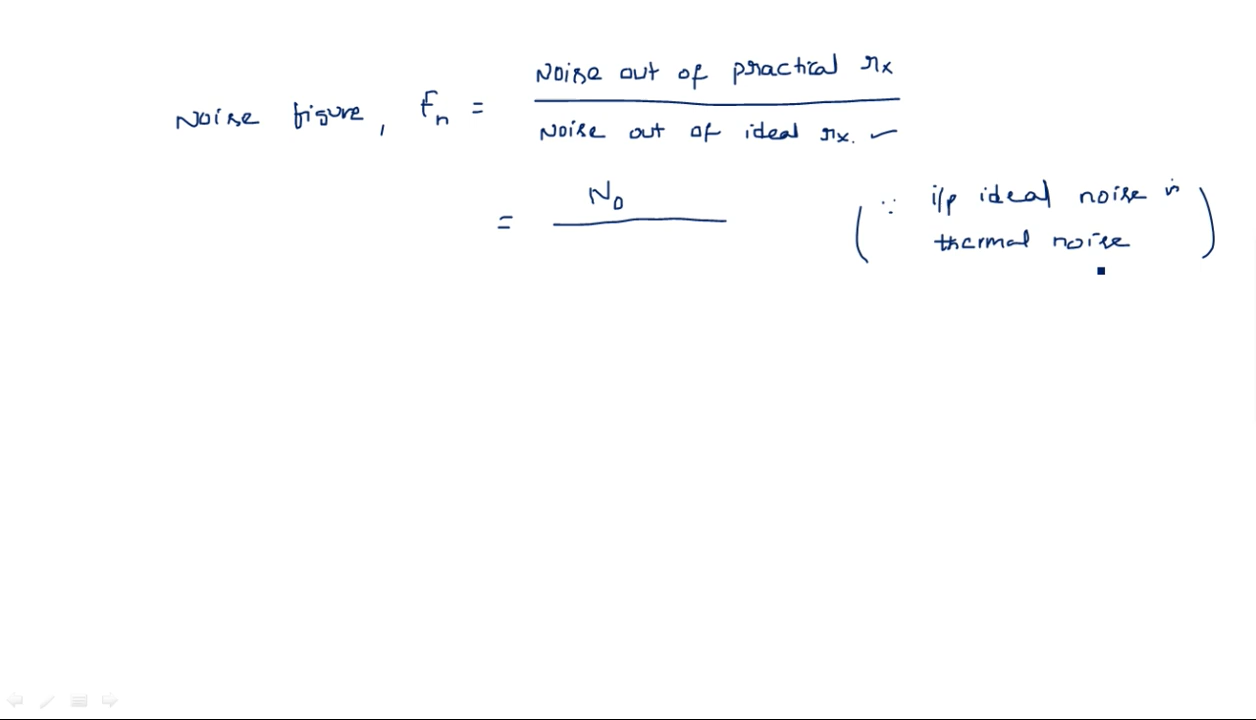 Noise out of practical rx
Noise figure, Fn =
Noise out of ideal rx.
= N0
(∵ i/p ideal noise is
thermal noise)